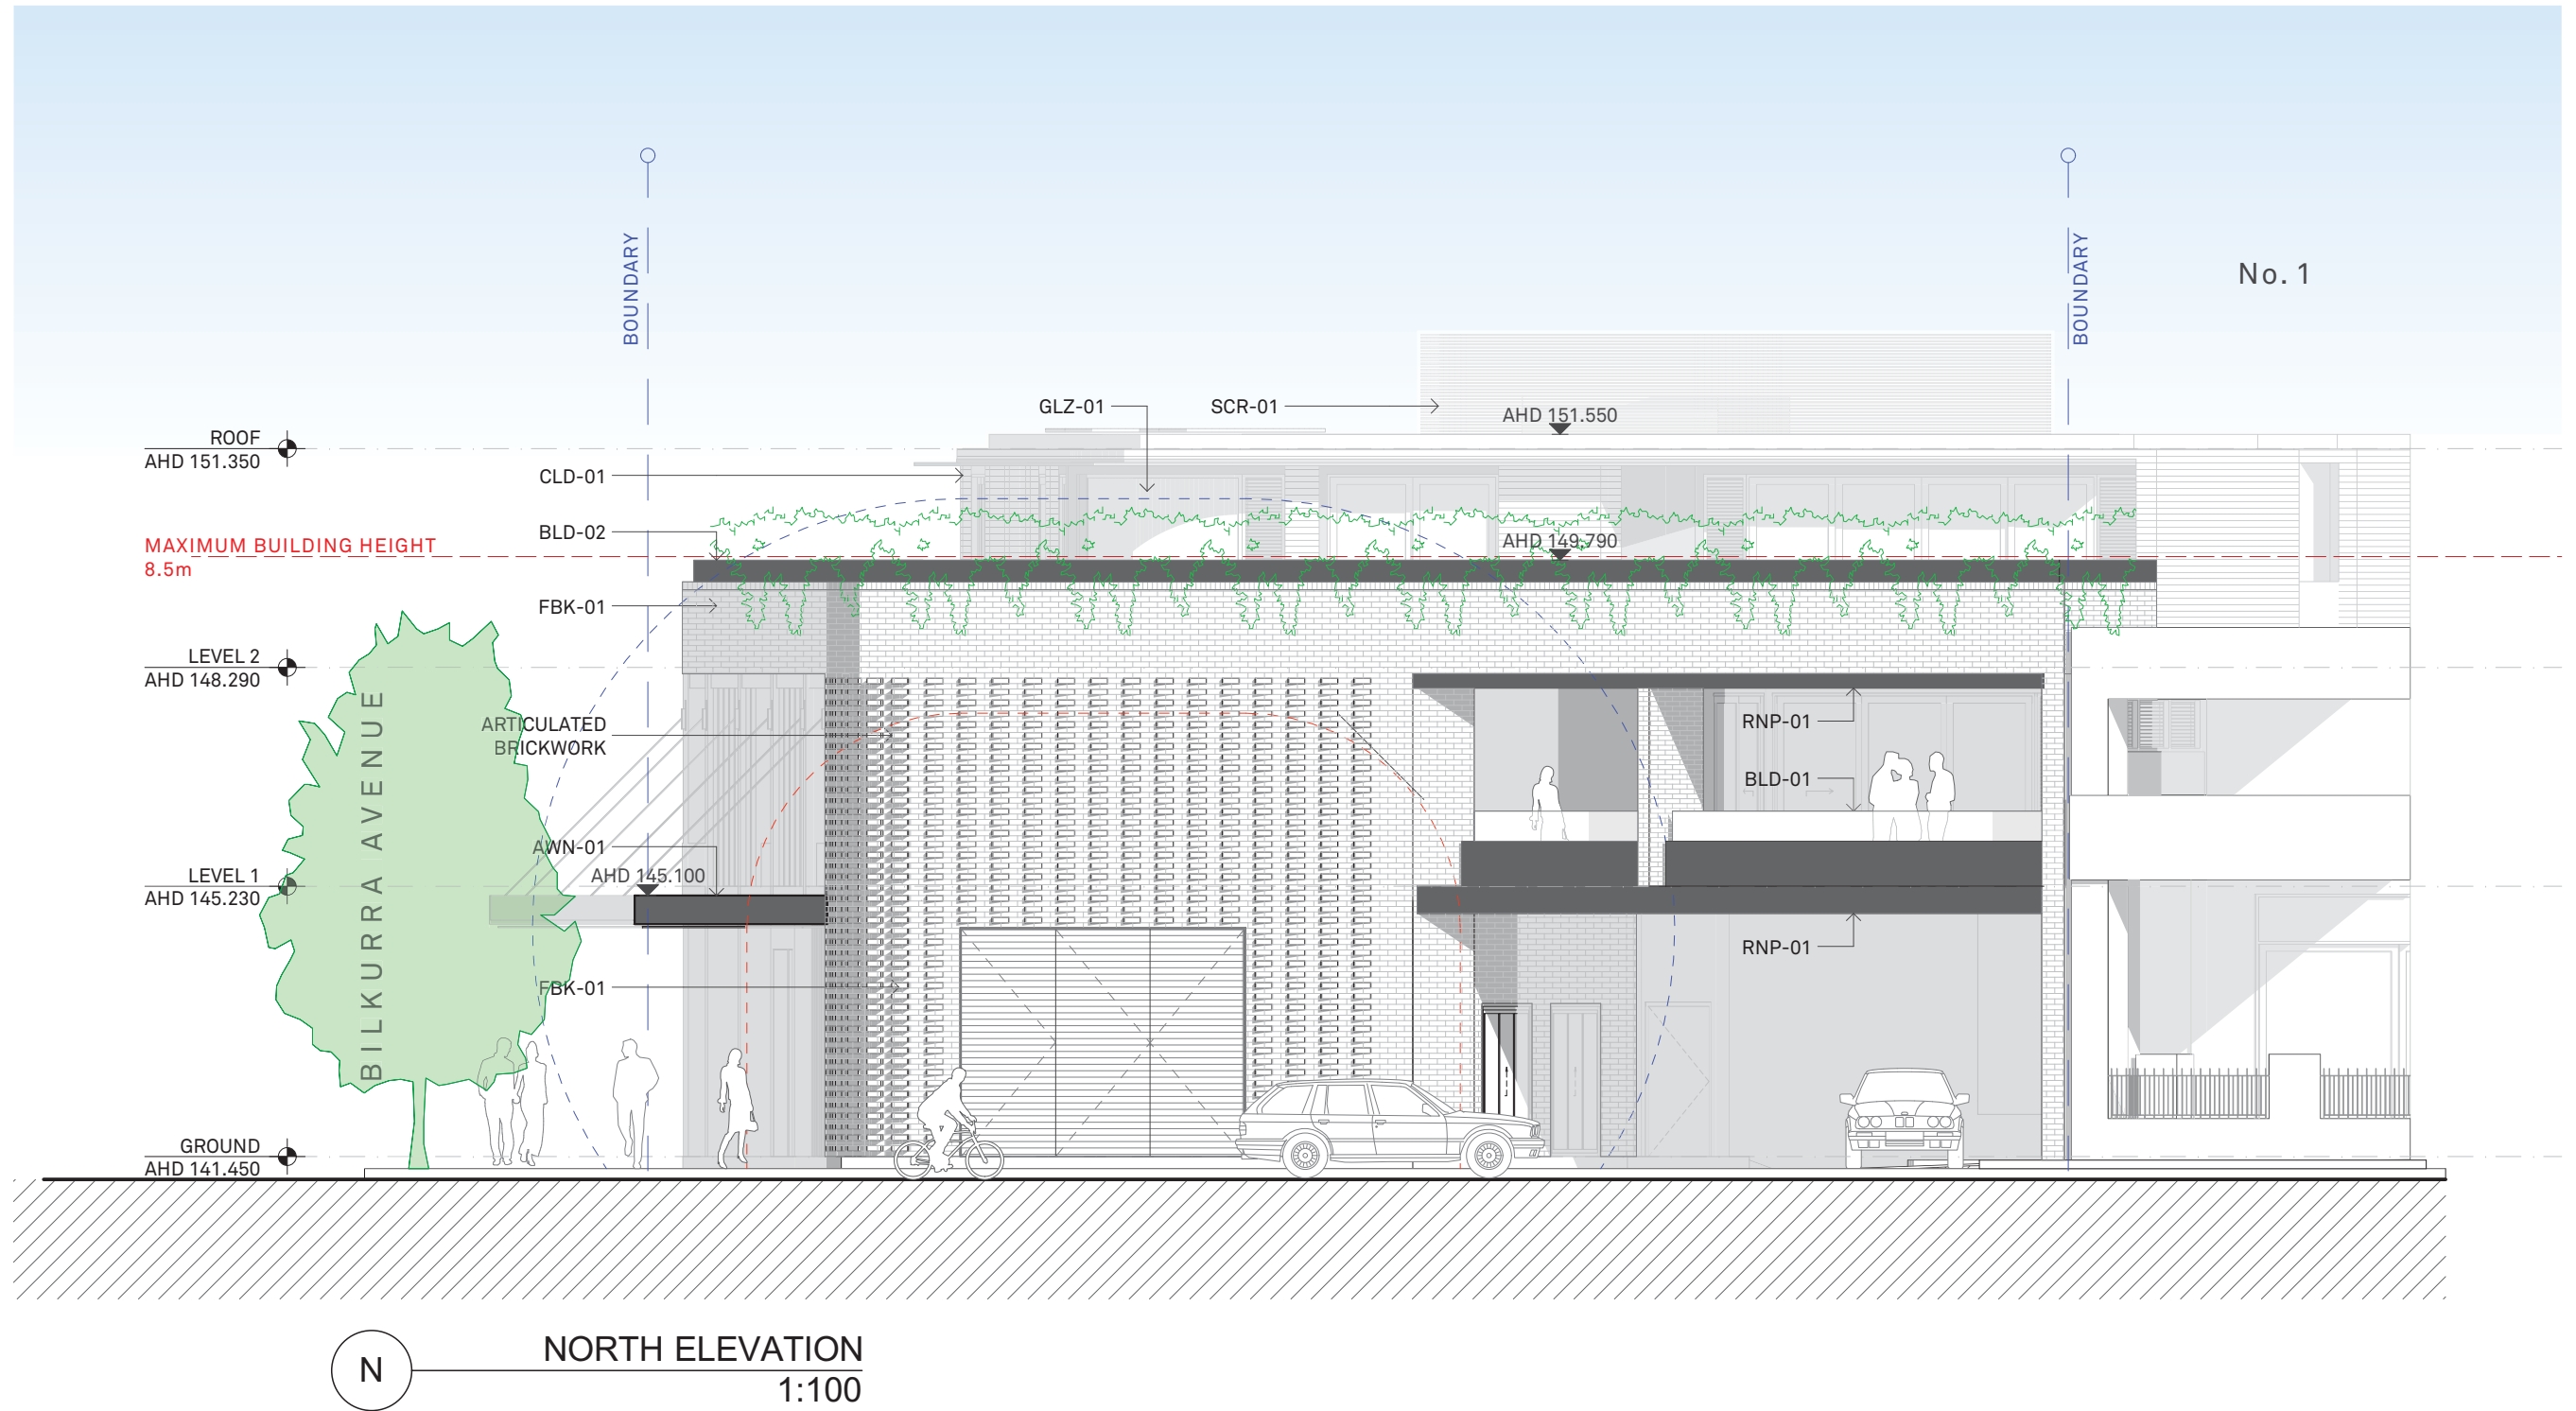 BOUNDARY
BOUNDARY
No. 1
GLZ-01
SCR-01
AHD 151.550
ROOF
AHD 151.350
CLD-01
BLD-02
AHD 149.790
MAXIMUM BUILDING HEIGHT
8.5m
FBK-01
LEVEL 2
AHD 148.290
BILKURRA AVENUE
ARTICULATED
BRICKWORK
RNP-01
BLD-01
AWN-01
LEVEL 1
AHD 145.230
AHD 145.100
RNP-01
FBK-01
GROUND
AHD 141.450
N
NORTH ELEVATION
1:100